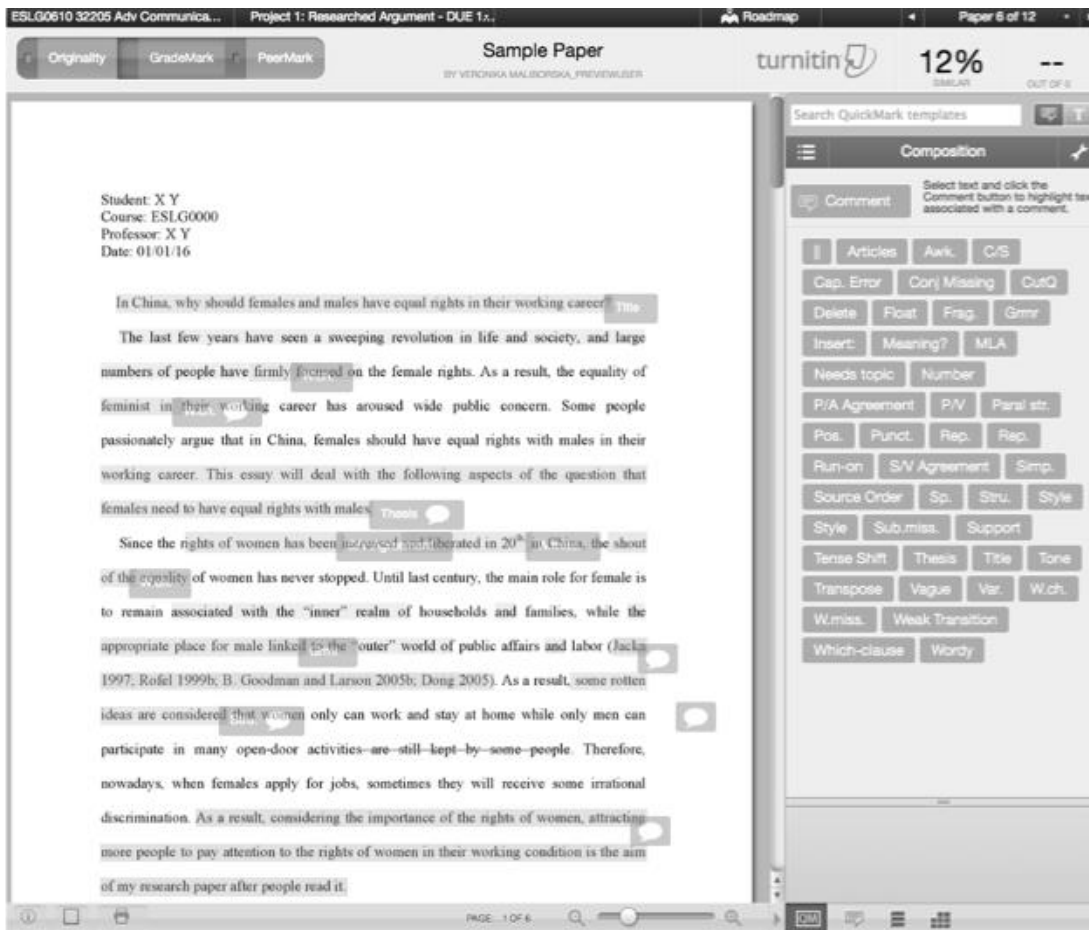 ESLG0610 32205 Adv Communica... Project 1: Researched Argument - DUE 1... Roadmap Paper 6 of 12
Originality GradeMark PeerMark
Sample Paper
BY VERONIKA MALIBORSKA_PREVIEWUSER
turnitin
12%
SIMILAR
--
OUT OF 0
Student: X Y
Course: ESLG0000
Professor: X Y
Date: 01/01/16
In China, why should females and males have equal rights in their working career Title
The last few years have seen a sweeping revolution in life and society, and large
numbers of people have firmly focused on the female rights. As a result, the equality of
feminist in their working career has aroused wide public concern. Some people
passionately argue that in China, females should have equal rights with males in their
working career. This essay will deal with the following aspects of the question that
females need to have equal rights with males Thesis
Since the rights of women has been increased and liberated in 20th in China, the shout
of the equality of women has never stopped. Until last century, the main role for female is
to remain associated with the “inner” realm of households and families, while the
appropriate place for male linked to the “outer” world of public affairs and labor (Jacka
1997; Rofel 1999b; B. Goodman and Larson 2005b; Dong 2005). As a result, some rotten
ideas are considered that women only can work and stay at home while only men can
participate in many open-door activities are still kept by some people. Therefore,
nowadays, when females apply for jobs, sometimes they will receive some irrational
discrimination. As a result, considering the importance of the rights of women, attracting
more people to pay attention to the rights of women in their working condition is the aim
of my research paper after people read it.
PAGE: 1 OF 6
Search QuickMark templates T
Composition
Comment
Select text and click the
Comment button to highlight tex
associated with a comment.
|| Articles Awk. C/S
Cap. Error Conj Missing CutQ
Delete Float Frag. Grmr
Insert: Meaning? MLA
Needs topic Number
P/A Agreement P/V Paral str.
Pos. Punct. Rep. Rep.
Run-on S/V Agreement Simp.
Source Order Sp. Stru. Style
Style Sub.miss. Support
Tense Shift Thesis Title Tone
Transpose Vague Var. W.ch.
W.miss. Weak Transition
Which-clause Wordy
QM